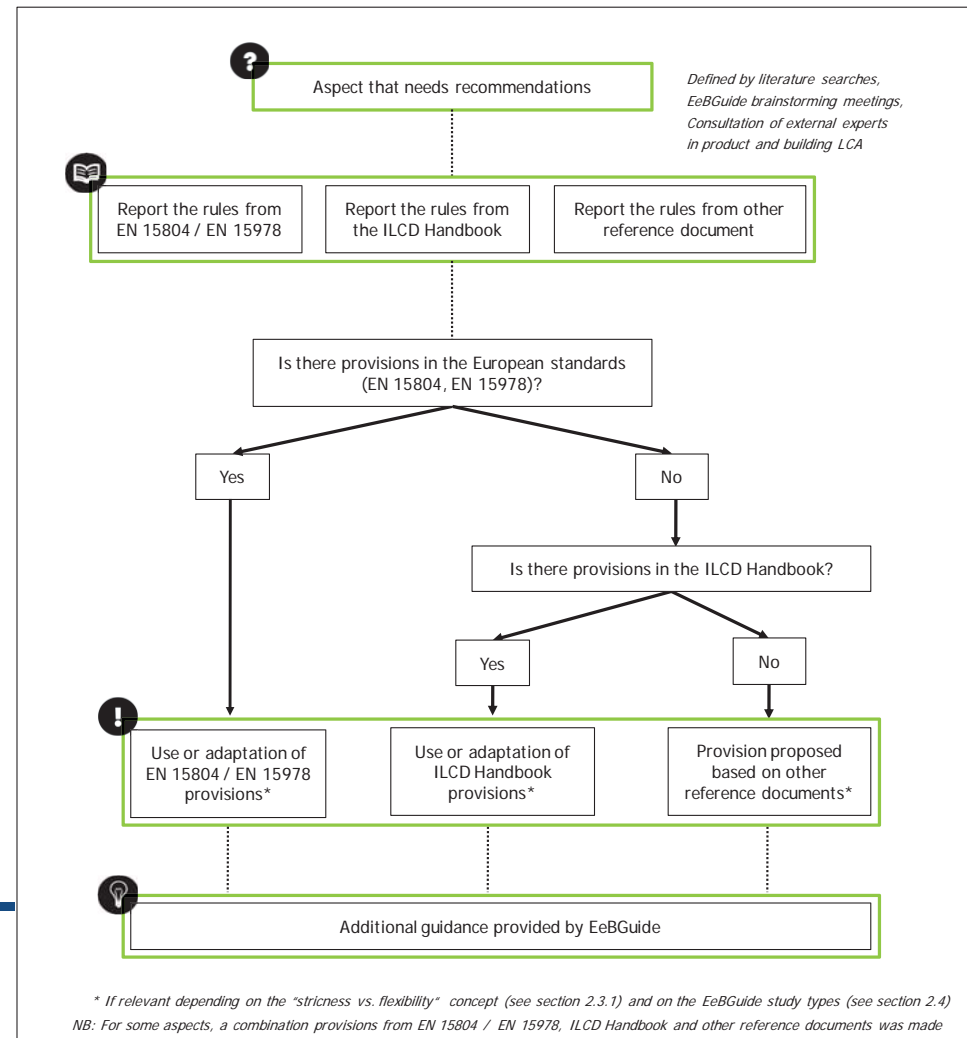 ?
Aspect that needs recommendations
Defined by literature searches,
EeBGuide brainstorming meetings,
Consultation of external experts
in product and building LCA
Report the rules from
EN 15804 / EN 15978
Report the rules from
the ILCD Handbook
Report the rules from other
reference document
Is there provisions in the European standards
(EN 15804, EN 15978)?
Yes
No
Is there provisions in the ILCD Handbook?
Yes
No
!
Use or adaptation of
EN 15804 / EN 15978
provisions*
Use or adaptation of
ILCD Handbook
provisions*
Provision proposed
based on other
reference documents*
Additional guidance provided by EeBGuide
* If relevant depending on the "stricness vs. flexibility" concept (see section 2.3.1) and on the EeBGuide study types (see section 2.4)
NB: For some aspects, a combination provisions from EN 15804 / EN 15978, ILCD Handbook and other reference documents was made